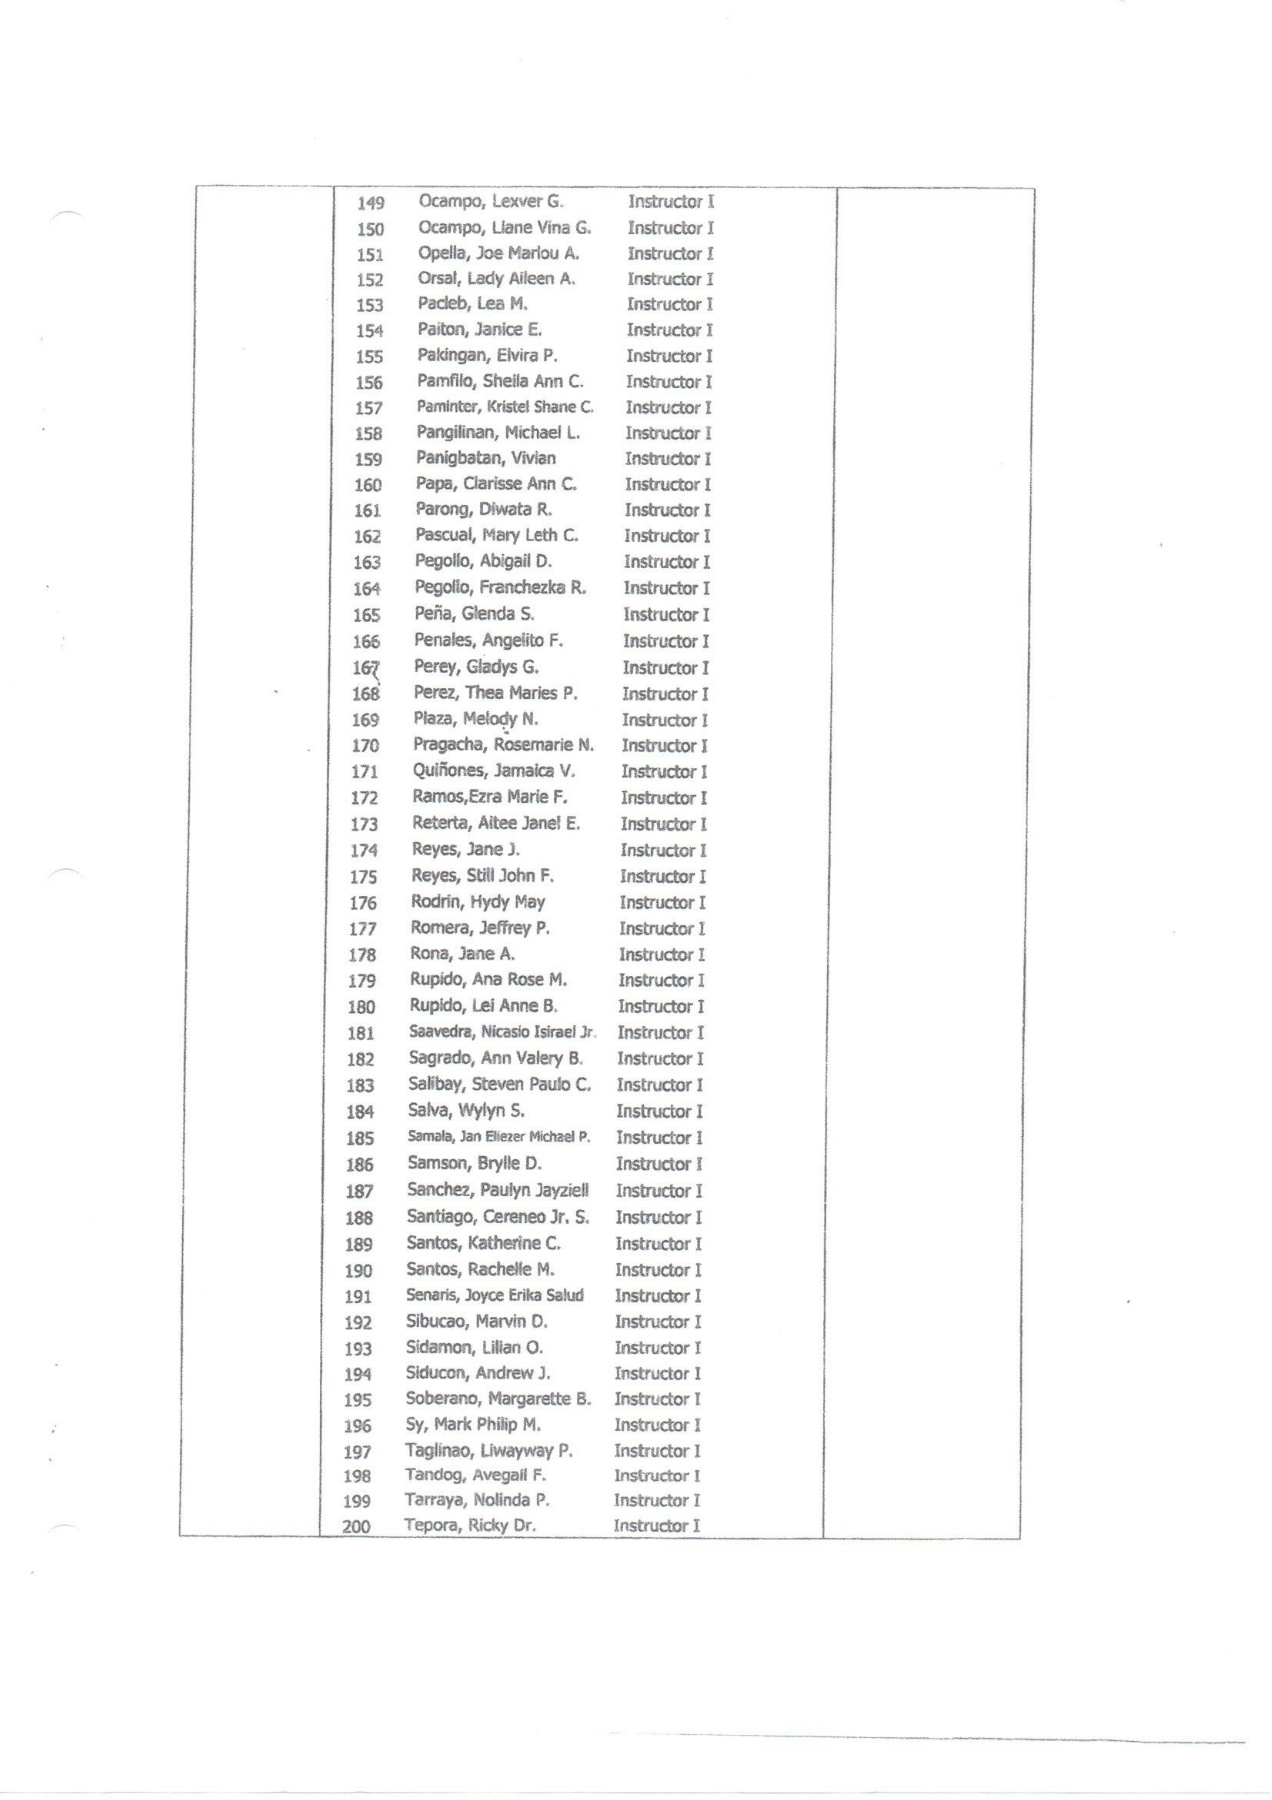 149 Ocampo, Lexver G. Instructor I
150 Ocampo, Llane Vina G. Instructor I
151 Opella, Joe Marlou A. Instructor I
152 Orsal, Lady Aileen A. Instructor I
153 Pacleb, Lea M. Instructor I
154 Paiton, Janice E. Instructor I
155 Pakingan, Elvira P. Instructor I
156 Pamfilo, Sheila Ann C. Instructor I
157 Paminter, Kristel Shane C. Instructor I
158 Pangilinan, Michael L. Instructor I
159 Panigbatan, Vivian Instructor I
160 Papa, Clarisse Ann C. Instructor I
161 Parong, Diwata R. Instructor I
162 Pascual, Mary Leth C. Instructor I
163 Pegollo, Abigail D. Instructor I
164 Pegollo, Franchezka R. Instructor I
165 Peña, Glenda S. Instructor I
166 Penales, Angelito F. Instructor I
167 Perey, Gladys G. Instructor I
168 Perez, Thea Maries P. Instructor I
169 Plaza, Melody N. Instructor I
170 Pragacha, Rosemarie N. Instructor I
171 Quiñones, Jamaica V. Instructor I
172 Ramos,Ezra Marie F. Instructor I
173 Reterta, Aitee Janel E. Instructor I
174 Reyes, Jane J. Instructor I
175 Reyes, Still John F. Instructor I
176 Rodrin, Hydy May Instructor I
177 Romera, Jeffrey P. Instructor I
178 Rona, Jane A. Instructor I
179 Rupido, Ana Rose M. Instructor I
180 Rupido, Lei Anne B. Instructor I
181 Saavedra, Nicasio Isirael Jr. Instructor I
182 Sagrado, Ann Valery B. Instructor I
183 Salibay, Steven Paulo C. Instructor I
184 Salva, Wylyn S. Instructor I
185 Samala, Jan Eliezer Michael P. Instructor I
186 Samson, Brylle D. Instructor I
187 Sanchez, Paulyn Jayziell Instructor I
188 Santiago, Cereneo Jr. S. Instructor I
189 Santos, Katherine C. Instructor I
190 Santos, Rachelle M. Instructor I
191 Senaris, Joyce Erika Salud Instructor I
192 Sibucao, Marvin D. Instructor I
193 Sidamon, Lilian O. Instructor I
194 Siducon, Andrew J. Instructor I
195 Soberano, Margarette B. Instructor I
196 Sy, Mark Philip M. Instructor I
197 Taglinao, Liwayway P. Instructor I
198 Tandog, Avegail F. Instructor I
199 Tarraya, Nolinda P. Instructor I
200 Tepora, Ricky Dr. Instructor I